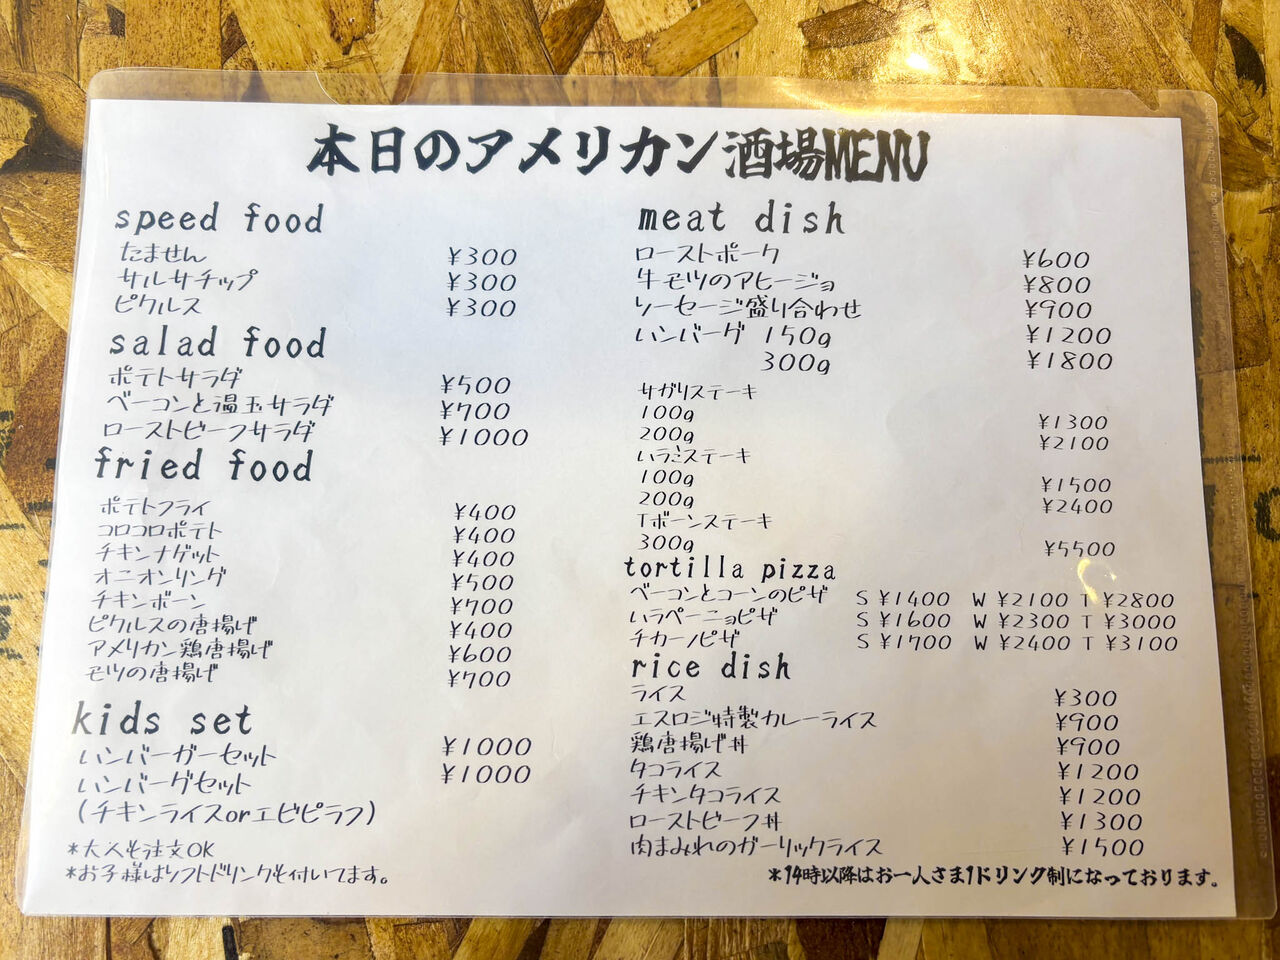 本日のアメリカン酒場MENU
speed food
たません ¥300
サルサチップ ¥300
ピクルス ¥300
salad food
ポテトサラダ ¥500
ベーコンと温玉サラダ ¥700
ローストビーフサラダ ¥1000
fried food
ポテトフライ ¥400
コロコロポテト ¥400
チキンナゲット ¥400
オニオンリング ¥500
チキンボーン ¥700
ピクルスの唐揚げ ¥400
アメリカン鶏唐揚げ ¥600
モツの唐揚げ ¥700
kids set
ハンバーガーセット ¥1000
ハンバーグセット ¥1000
(チキンライスorエビピラフ)
*大人も注文OK
*お子様はソフトドリンクも付いてます。
meat dish
ローストポーク ¥600
牛モツのアヒージョ ¥800
ソーセージ盛り合わせ ¥900
ハンバーグ 150g ¥1200
300g ¥1800
サガリステーキ
100g ¥1300
200g ¥2100
ハラミステーキ
100g ¥1500
200g ¥2400
Tボーンステーキ
300g ¥5500
tortilla pizza
ベーコンとコーンのピザ S ¥1400 W ¥2100 T ¥2800
ハラペーニョピザ S ¥1600 W ¥2300 T ¥3000
チカーノピザ S ¥1700 W ¥2400 T ¥3100
rice dish
ライス ¥300
エスロジ特製カレーライス ¥900
鶏唐揚げ丼 ¥900
タコライス ¥1200
チキンタコライス ¥1200
ローストビーフ丼 ¥1300
肉まみれのガーリックライス ¥1500
*14時以降はお一人さま1ドリンク制になっております。